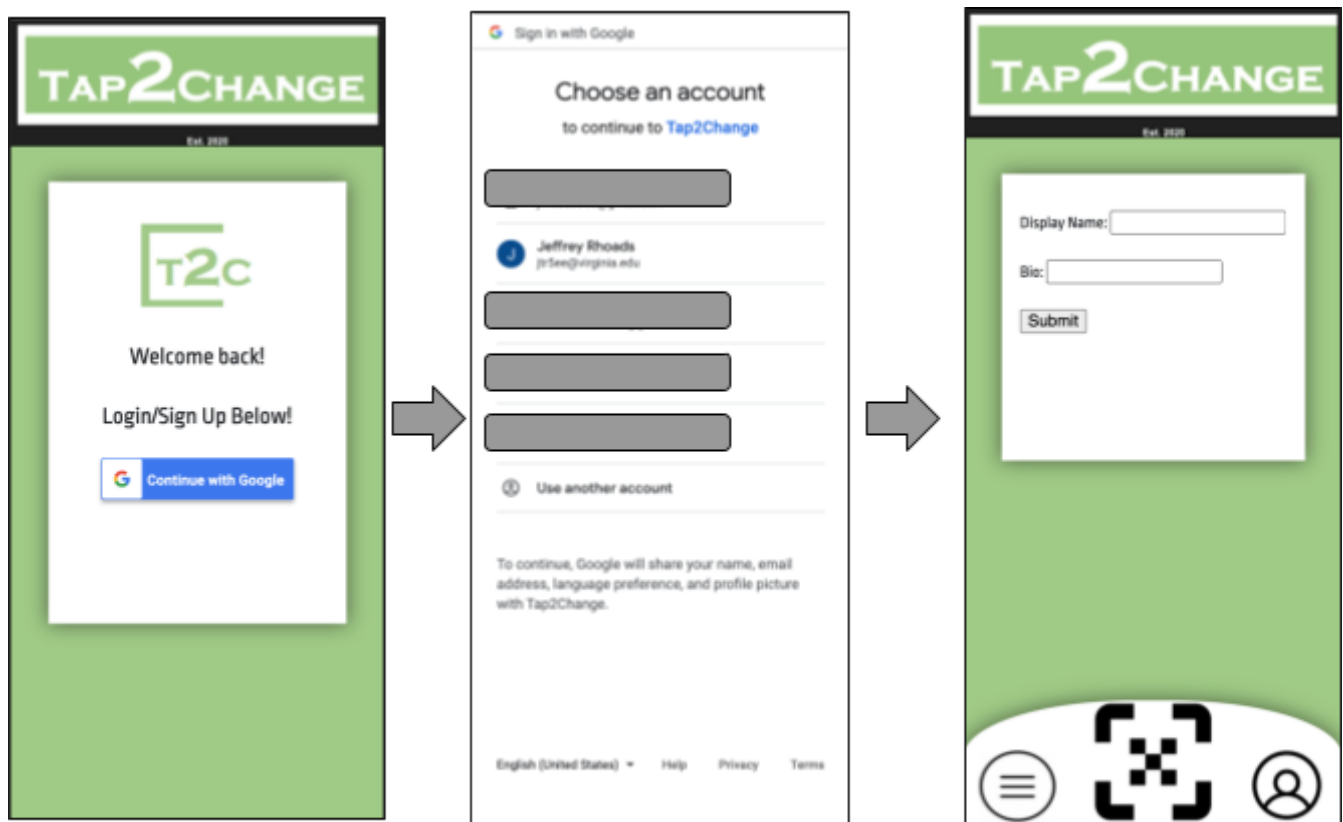 TAP2CHANGE
Est. 2020
T2C
Welcome back!
Login/Sign Up Below!
Continue with Google
Sign in with Google
Choose an account
to continue to Tap2Change
J
Jeffrey Rhoads
jtr5ee@virginia.edu
Use another account
To continue, Google will share your name, email
address, language preference, and profile picture
with Tap2Change.
English (United States)
Help
Privacy
Terms
TAP2CHANGE
Est. 2020
Display Name:
Bio:
Submit